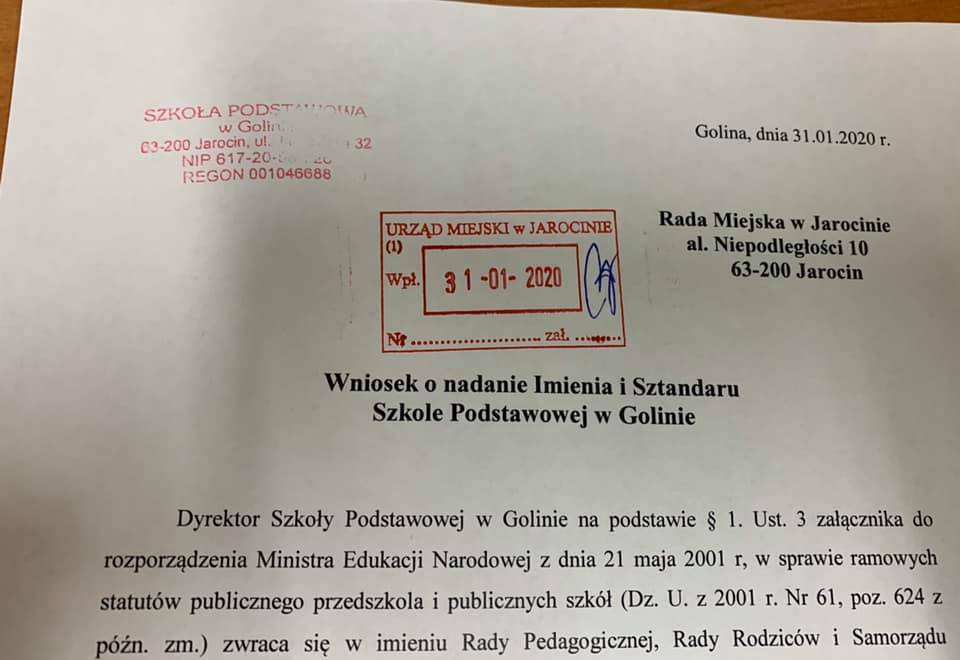 SZKOŁA PODSTAWOWA
w Golin
63-200 Jarocin, ul. 32
NIP 617-20-
REGON 001046688
Golina, dnia 31.01.2020 r.
URZĄD MIEJSKI w JAROCINIE
(1)
Wpł. 31-01-2020
Nr ........................ zał. ..........
Rada Miejska w Jarocinie
al. Niepodległości 10
63-200 Jarocin
Wniosek o nadanie Imienia i Sztandaru
Szkole Podstawowej w Golinie
Dyrektor Szkoły Podstawowej w Golinie na podstawie § 1. Ust. 3 załącznika do
rozporządzenia Ministra Edukacji Narodowej z dnia 21 maja 2001 r, w sprawie ramowych
statutów publicznego przedszkola i publicznych szkół (Dz. U. z 2001 r. Nr 61, poz. 624 z
późn. zm.) zwraca się w imieniu Rady Pedagogicznej, Rady Rodziców i Samorządu